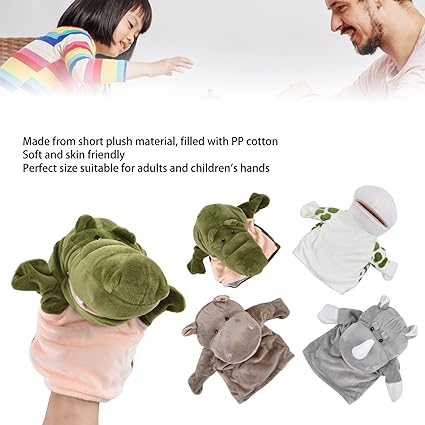 Made from short plush material, filled with PP cotton
Soft and skin friendly
Perfect size suitable for adults and children's hands